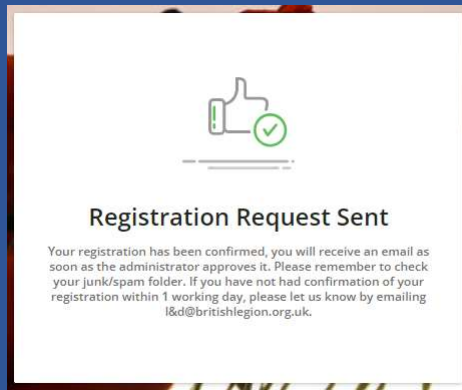 Registration Request Sent
Your registration has been confirmed, you will receive an email as
soon as the administrator approves it. Please remember to check
your junk/spam folder. If you have not had confirmation of your
registration within 1 working day, please let us know by emailing
l&d@britishlegion.org.uk.